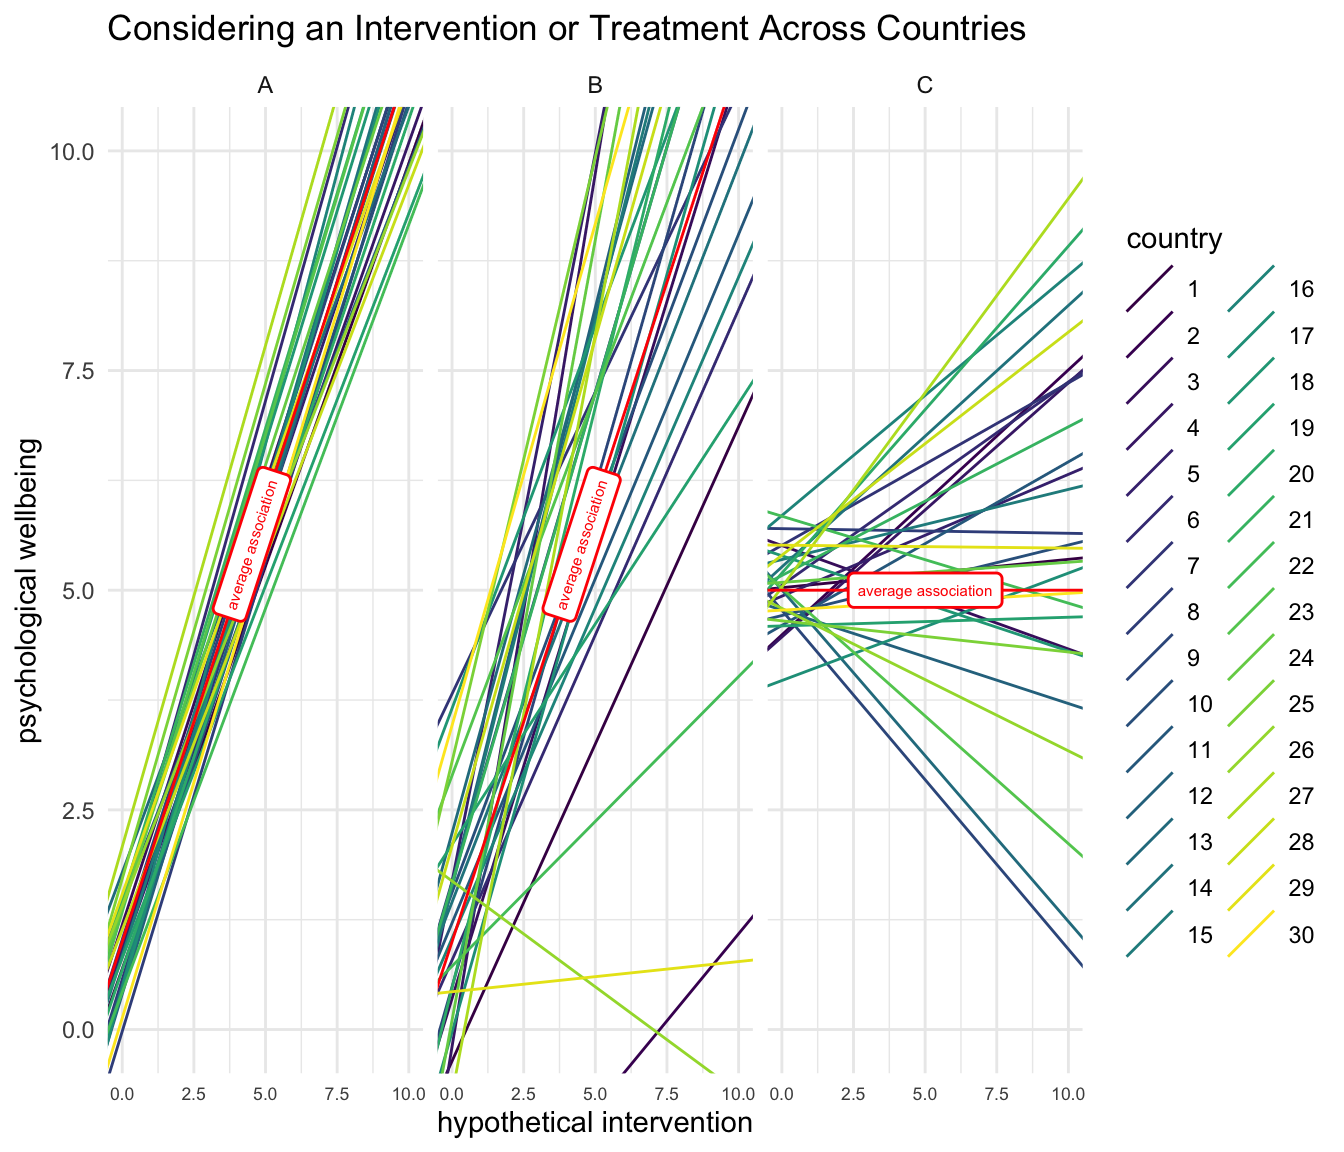 Considering an Intervention or Treatment Across Countries
A
B
C
psychological wellbeing
10.0
7.5
5.0
2.5
0.0
average association
average association
average association
0.0 2.5 5.0 7.5 10.0
0.0 2.5 5.0 7.5 10.0
0.0 2.5 5.0 7.5 10.0
hypothetical intervention
country
1 16
2 17
3 18
4 19
5 20
6 21
7 22
8 23
9 24
10 25
11 26
12 27
13 28
14 29
15 30